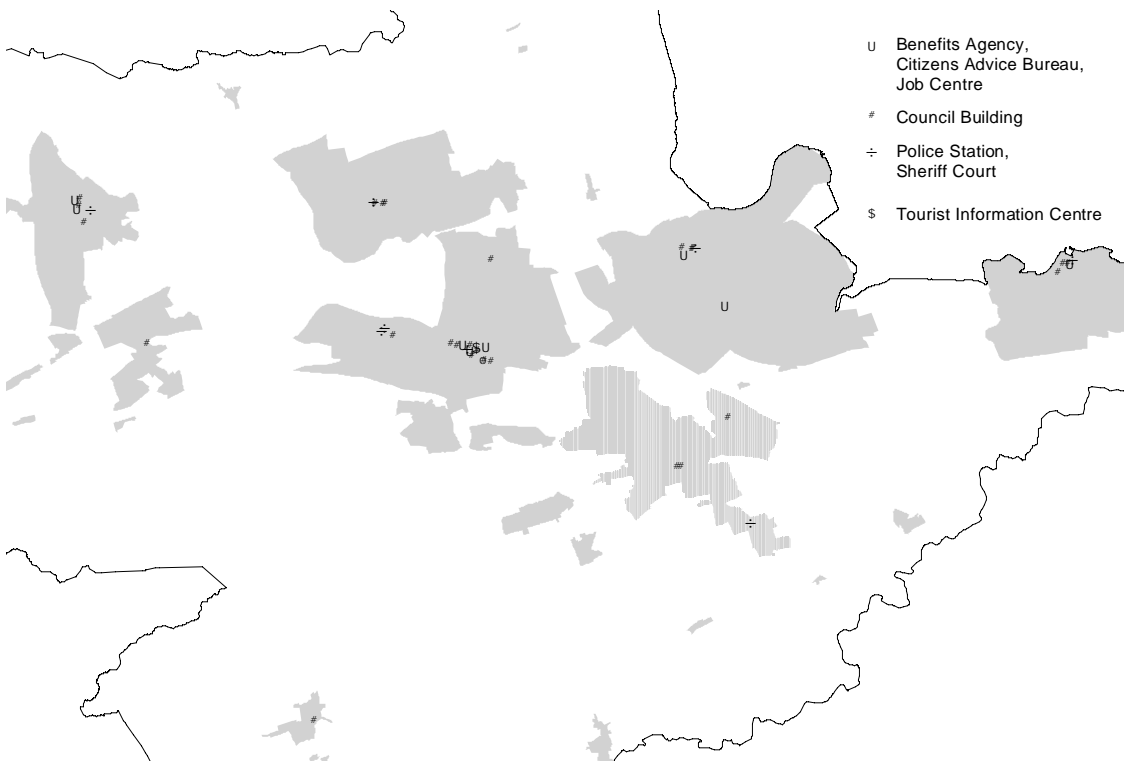 U Benefits Agency,
Citizens Advice Bureau,
Job Centre
# Council Building
÷ Police Station,
Sheriff Court
$ Tourist Information Centre